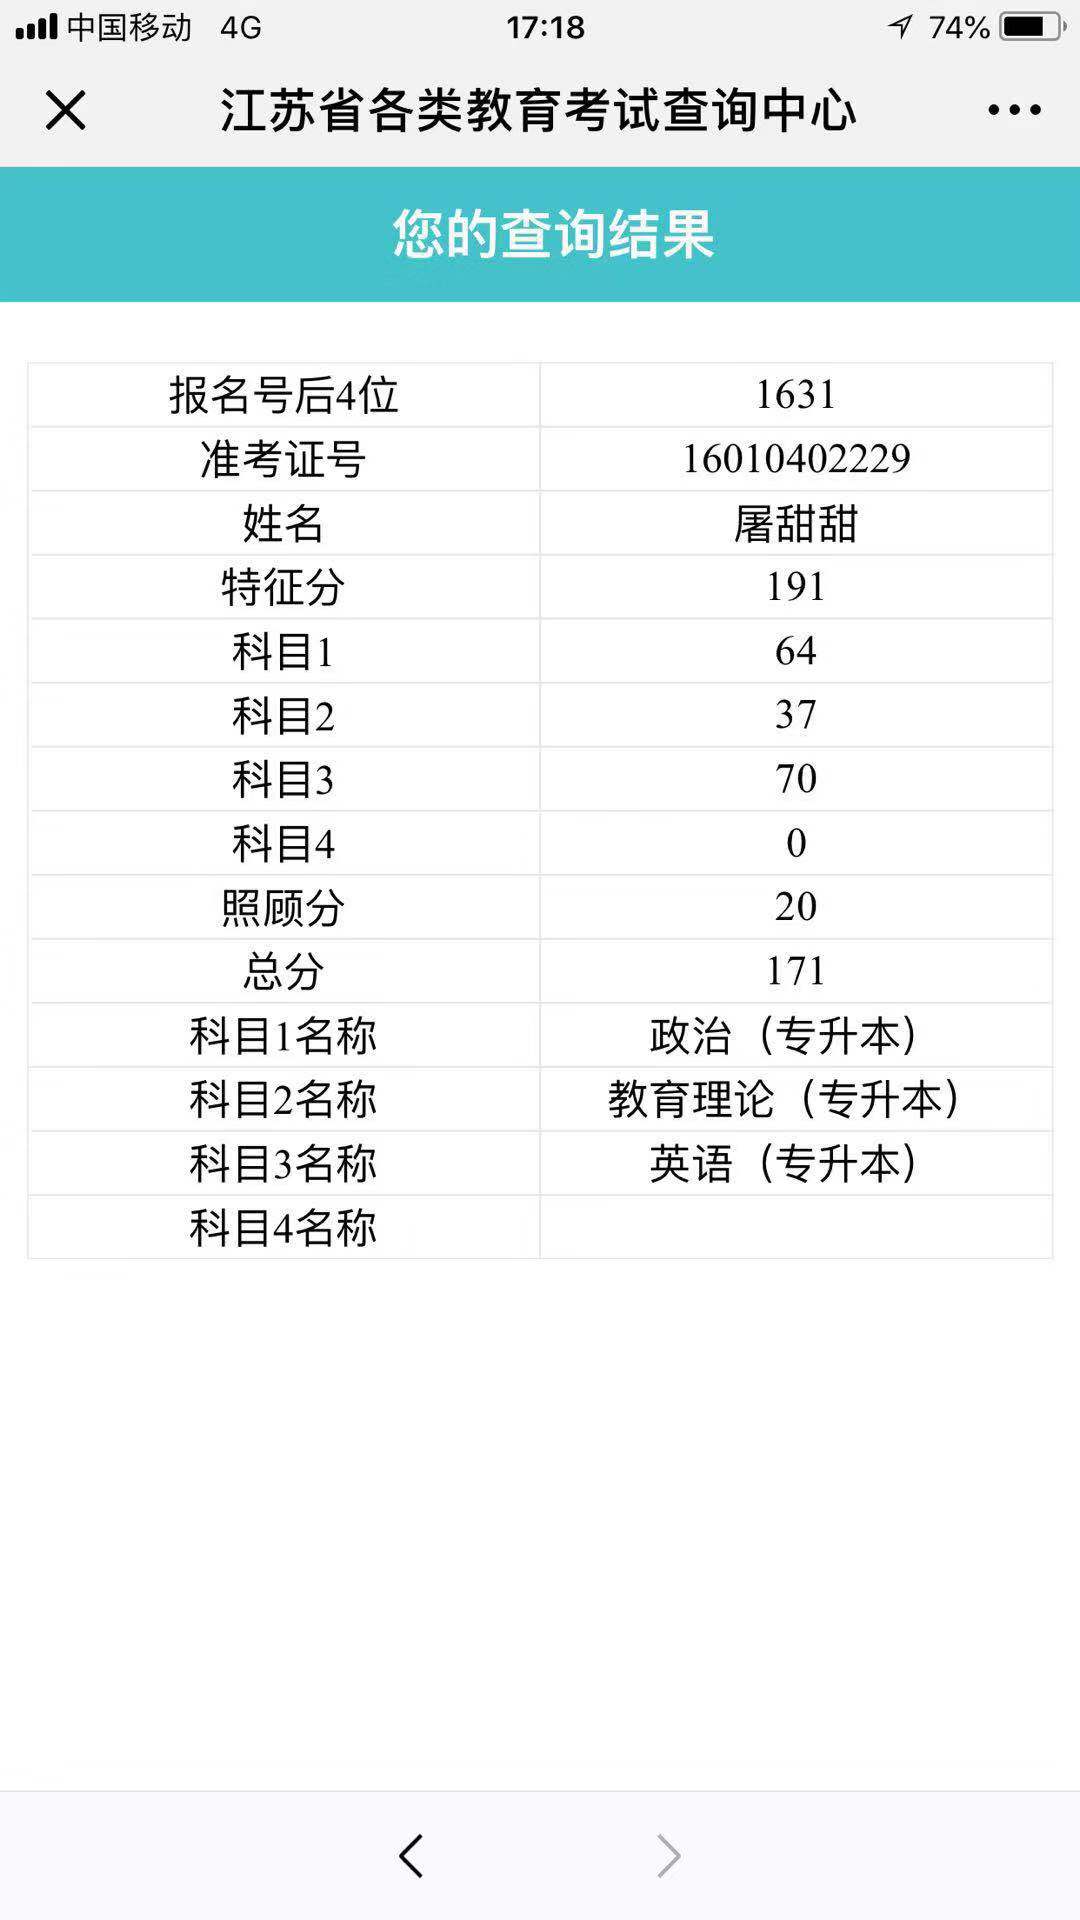 中国移动 4G 17:18 74%
江苏省各类教育考试查询中心
您的查询结果
报名号后4位 1631
准考证号 16010402229
姓名 屠甜甜
特征分 191
科目1 64
科目2 37
科目3 70
科目4 0
照顾分 20
总分 171
科目1名称 政治（专升本）
科目2名称 教育理论（专升本）
科目3名称 英语（专升本）
科目4名称